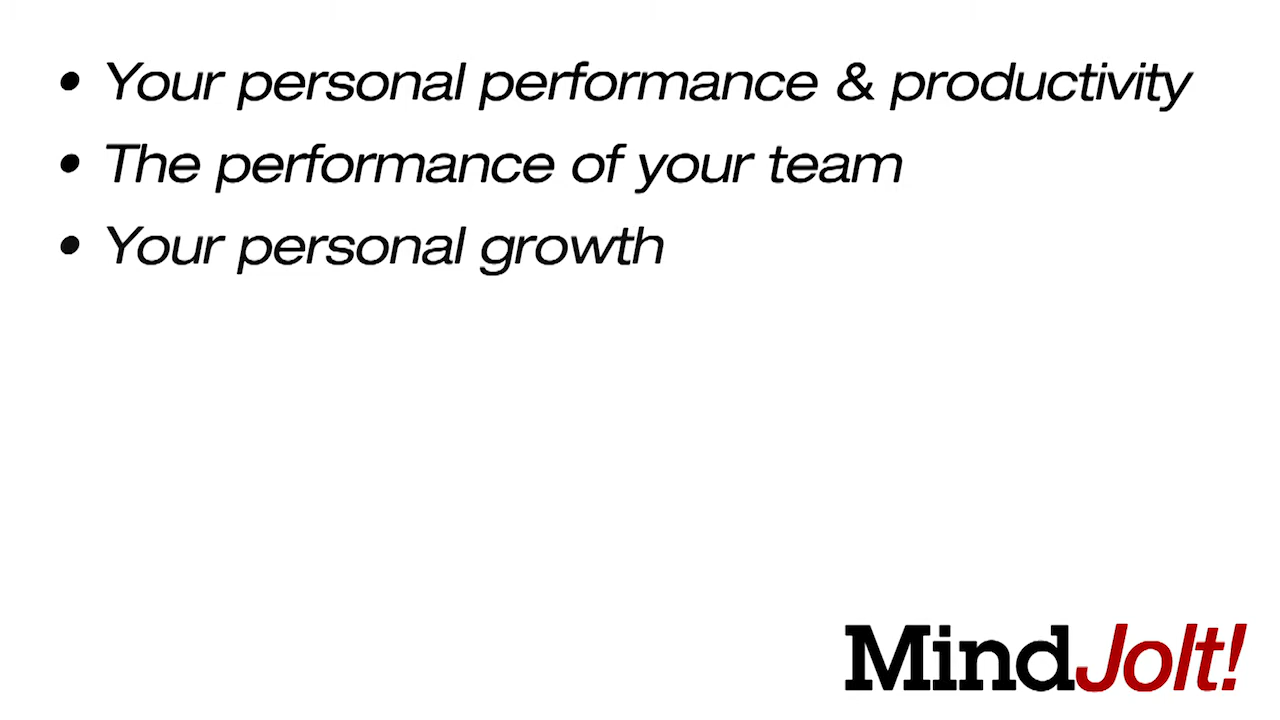 • Your personal performance & productivity
• The performance of your team
• Your personal growth
MindJolt!